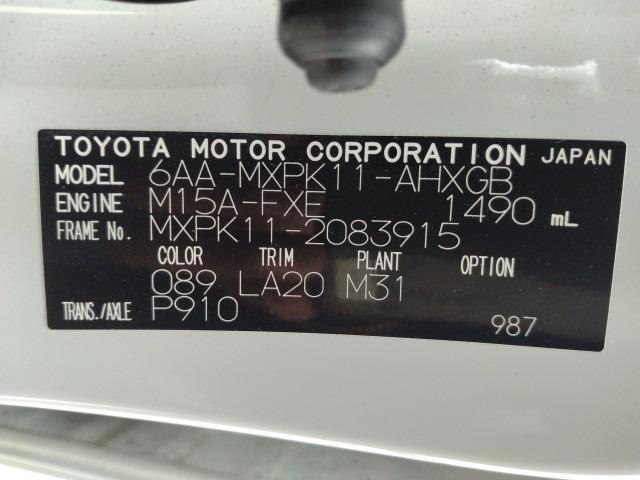 TOYOTA MOTOR CORPORATION JAPAN
MODEL 6AA-MXPK11-AHXGB
ENGINE M15A-FXE 1490 mL
FRAME No. MXPK11-2083915
COLOR TRIM PLANT OPTION
089 LA20 M31
TRANS./AXLE P910
987